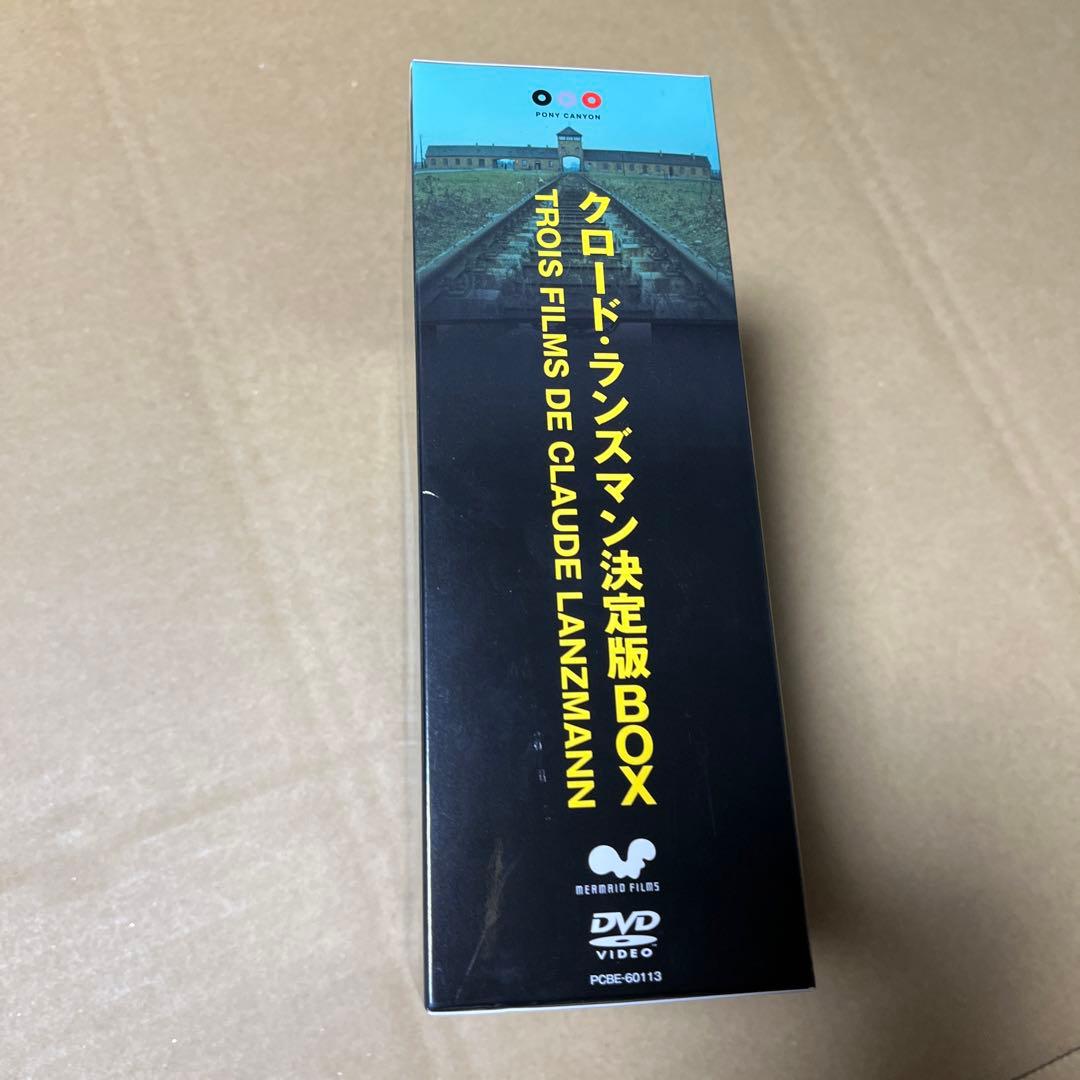 PONY CANYON
クロード・ランズマン決定版BOX
TROIS FILMS DE CLAUDE LANZMANN
MERMAID FILMS
DVD
VIDEO
PCBE-60113